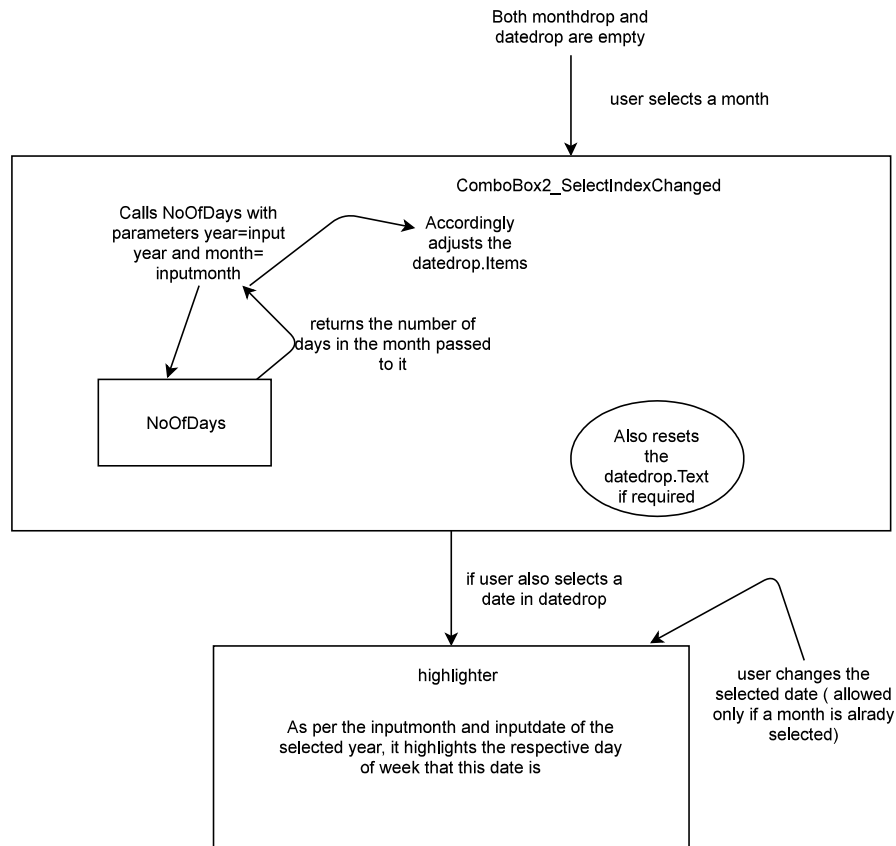 Both monthdrop and
datedrop are empty
user selects a month
ComboBox2_SelectIndexChanged
Calls NoOfDays with
parameters year=input
year and month=
inputmonth
Accordingly
adjusts the
datedrop.Items
returns the number of
days in the month passed
to it
NoOfDays
Also resets
the
datedrop.Text
if required
if user also selects a
date in datedrop
highlighter
As per the inputmonth and inputdate of the
selected year, it highlights the respective day
of week that this date is
user changes the
selected date ( allowed
only if a month is alrady
selected)